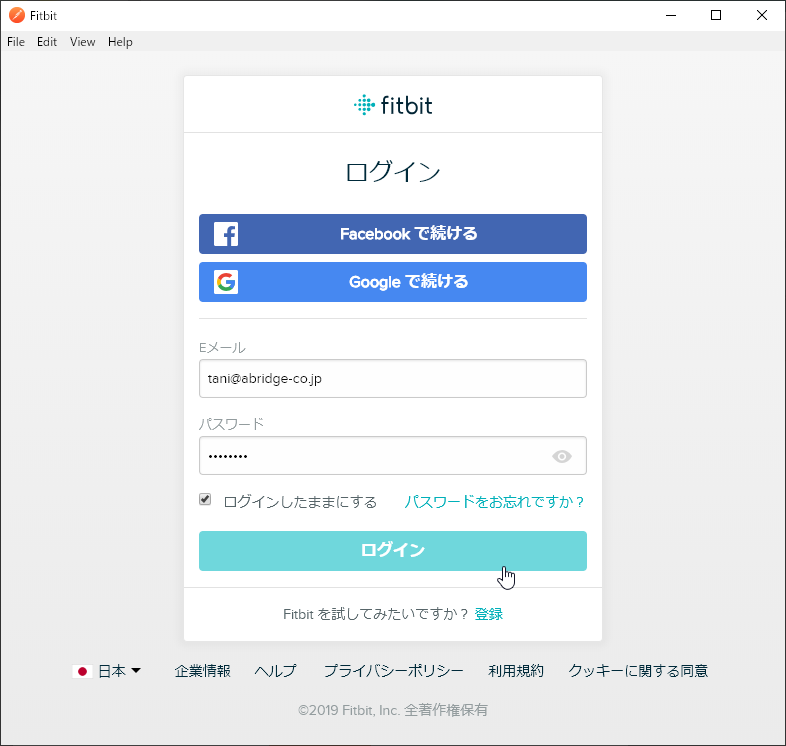 Fitbit
File Edit View Help
fitbit
ログイン
Facebook で続ける
Google で続ける
Eメール
tani@abridge-co.jp
パスワード
••••••••
ログインしたままにする パスワードをお忘れですか？
ログイン
Fitbit を試してみたいですか？ 登録
日本 企業情報 ヘルプ プライバシーポリシー 利用規約 クッキーに関する同意
©2019 Fitbit, Inc. 全著作権保有